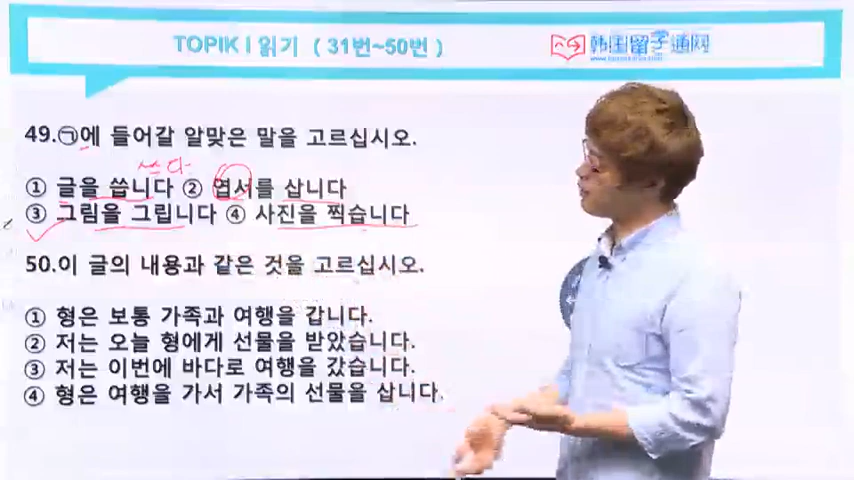 TOPIK I 읽기 ( 31번~50번 )
韩国留学通网
49.㉠에 들어갈 알맞은 말을 고르십시오.
쓰다
① 글을 씁니다 ② 엽서를 삽니다
③ 그림을 그립니다 ④ 사진을 찍습니다
50.이 글의 내용과 같은 것을 고르십시오.
① 형은 보통 가족과 여행을 갑니다.
② 저는 오늘 형에게 선물을 받았습니다.
③ 저는 이번에 바다로 여행을 갔습니다.
④ 형은 여행을 가서 가족의 선물을 삽니다.